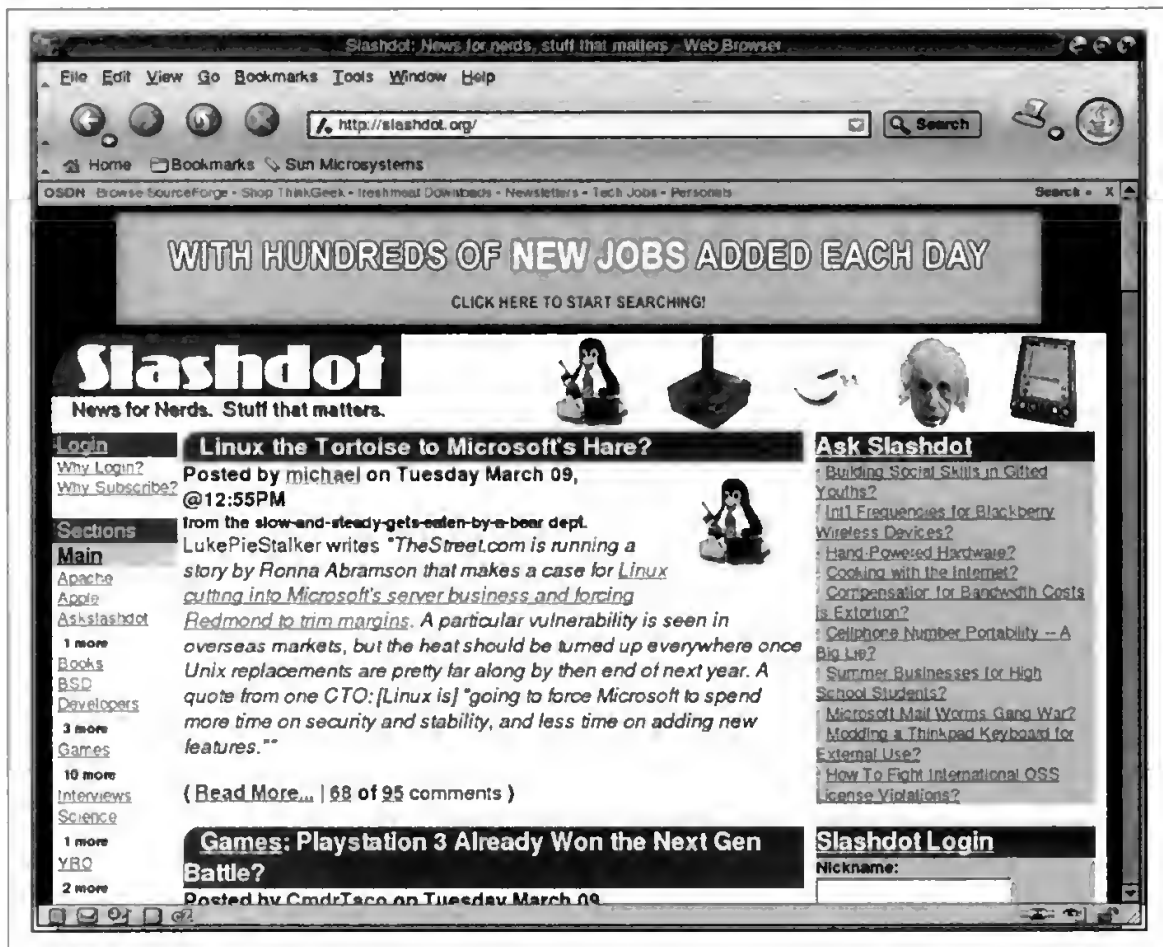 Slashdot: News for nerds, stuff that matters - Web Browser
File Edit View Go Bookmarks Tools Window Help
http://slashdot.org/
Search
Home Bookmarks Sun Microsystems
OSDN Browse SourceForge - Shop ThinkGeek - freshmeat Downloads - Newsletters - Tech Jobs - Personals
Search X
WITH HUNDREDS OF NEW JOBS ADDED EACH DAY
CLICK HERE TO START SEARCHING!
Slashdot
News for Nerds. Stuff that matters.
Login
Why Login?
Why Subscribe?
Sections
Main
Apache
Apple
Askslashdot
1 more
Books
BSD
Developers
3 more
Games
10 more
Interviews
Science
1 more
YRO
2 more
Linux the Tortoise to Microsoft's Hare?
Posted by michael on Tuesday March 09,
@12:55PM
from the slow-and-steady-gets-eaten-by-a-bear dept.
LukePieStalker writes "TheStreet.com is running a
story by Ronna Abramson that makes a case for Linux
cutting into Microsoft's server business and forcing
Redmond to trim margins. A particular vulnerability is seen in
overseas markets, but the heat should be turned up everywhere once
Unix replacements are pretty far along by then end of next year. A
quote from one CTO: [Linux is] "going to force Microsoft to spend
more time on security and stability, and less time on adding new
features.""
( Read More... | 68 of 95 comments )
Games: Playstation 3 Already Won the Next Gen
Battle?
Posted by CmdrTaco on Tuesday March 09,
Ask Slashdot
Building Social Skills in Gifted
Youths?
Int'l Frequencies for Blackberry
Wireless Devices?
Hand-Powered Hardware?
Cooking with the Internet?
Compensation for Bandwidth Costs
is Extortion?
Cellphone Number Portability -- A
Big Lie?
Summer Businesses for High
School Students?
Microsoft Mail Worms Gang War?
Modding a Thinkpad Keyboard for
External Use?
How To Fight International OSS
License Violations?
Slashdot Login
Nickname: